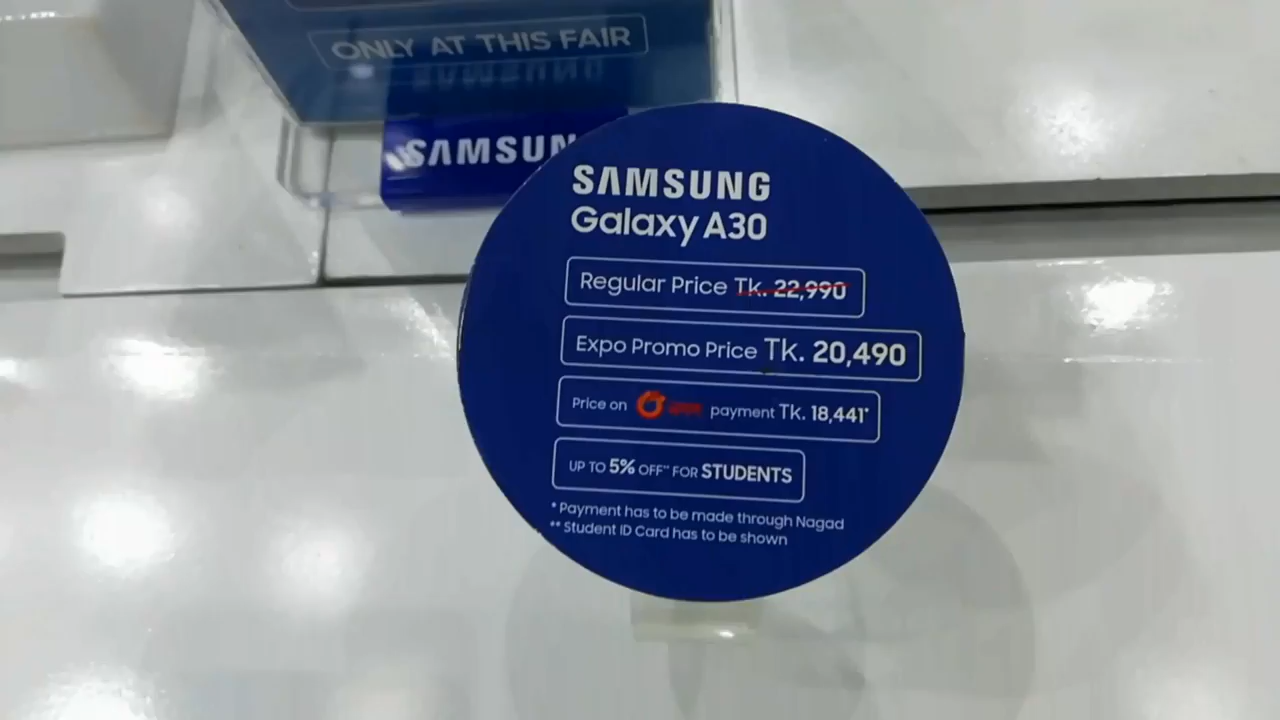 ONLY AT THIS FAIR
SAMSUNG
SAMSUNG
Galaxy A30
Regular Price Tk. 22,990
Expo Promo Price Tk. 20,490
Price on payment Tk. 18,441*
UP TO 5% OFF** FOR STUDENTS
* Payment has to be made through Nagad
** Student ID Card has to be shown